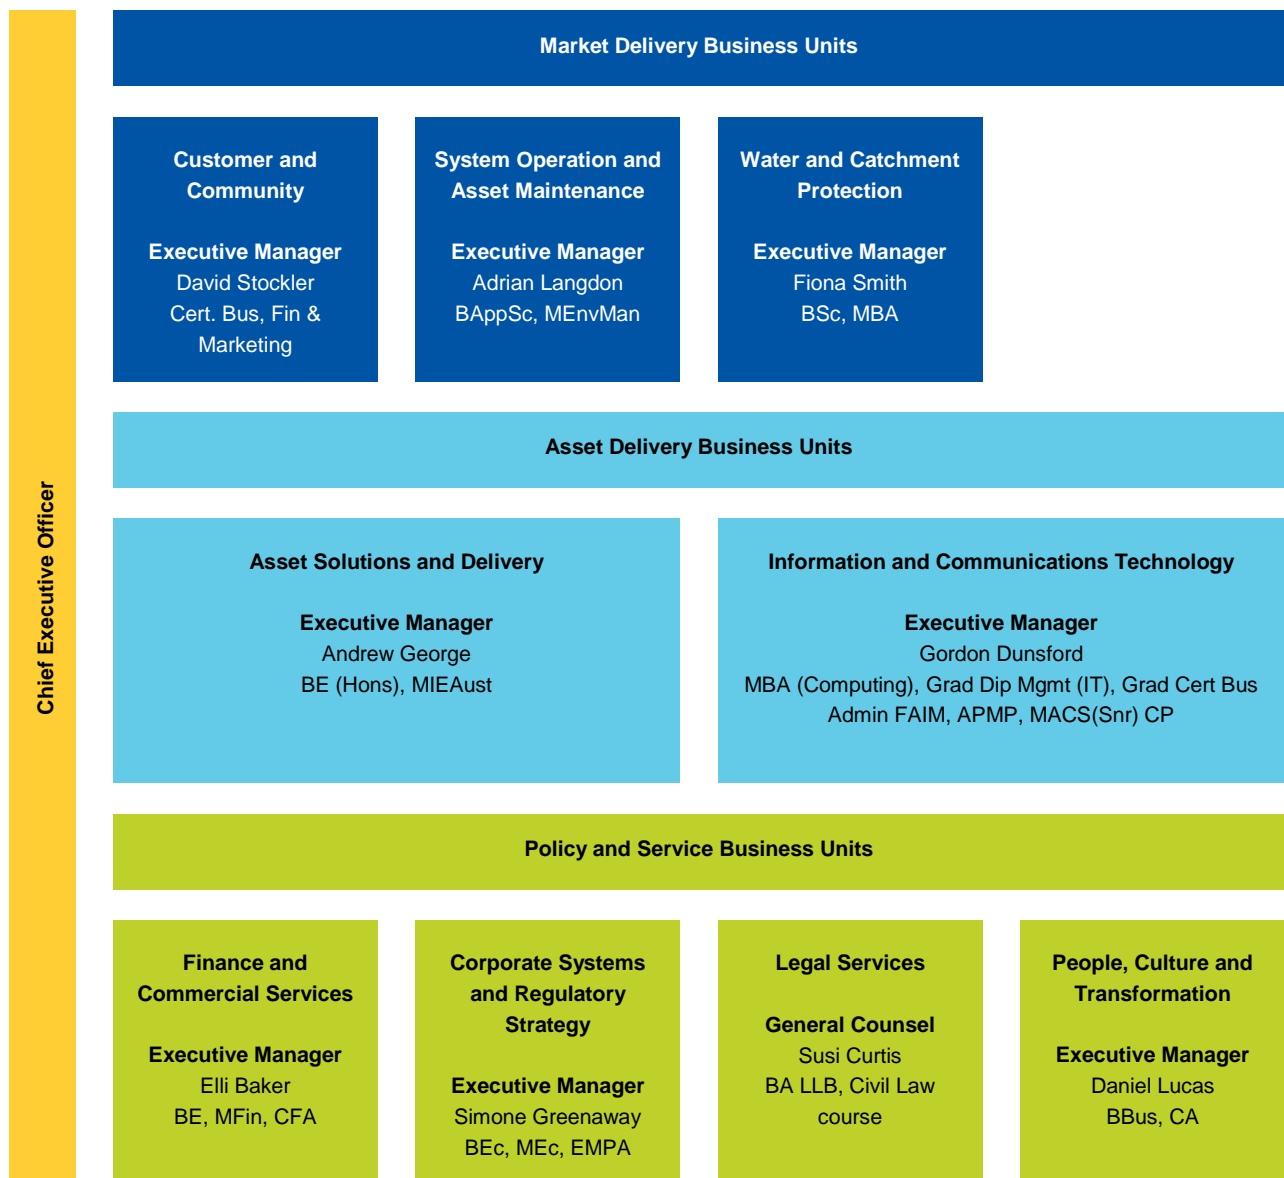 Chief Executive Officer
Market Delivery Business Units
Customer and
Community
Executive Manager
David Stockler
Cert. Bus, Fin &
Marketing
System Operation and
Asset Maintenance
Executive Manager
Adrian Langdon
BAppSc, MEnvMan
Water and Catchment
Protection
Executive Manager
Fiona Smith
BSc, MBA
Asset Delivery Business Units
Asset Solutions and Delivery
Executive Manager
Andrew George
BE (Hons), MIEAust
Information and Communications Technology
Executive Manager
Gordon Dunsford
MBA (Computing), Grad Dip Mgmt (IT), Grad Cert Bus
Admin FAIM, APMP, MACS(Snr) CP
Policy and Service Business Units
Finance and
Commercial Services
Executive Manager
Elli Baker
BE, MFin, CFA
Corporate Systems
and Regulatory
Strategy
Executive Manager
Simone Greenaway
BEc, MEc, EMPA
Legal Services
General Counsel
Susi Curtis
BA LLB, Civil Law
course
People, Culture and
Transformation
Executive Manager
Daniel Lucas
BBus, CA